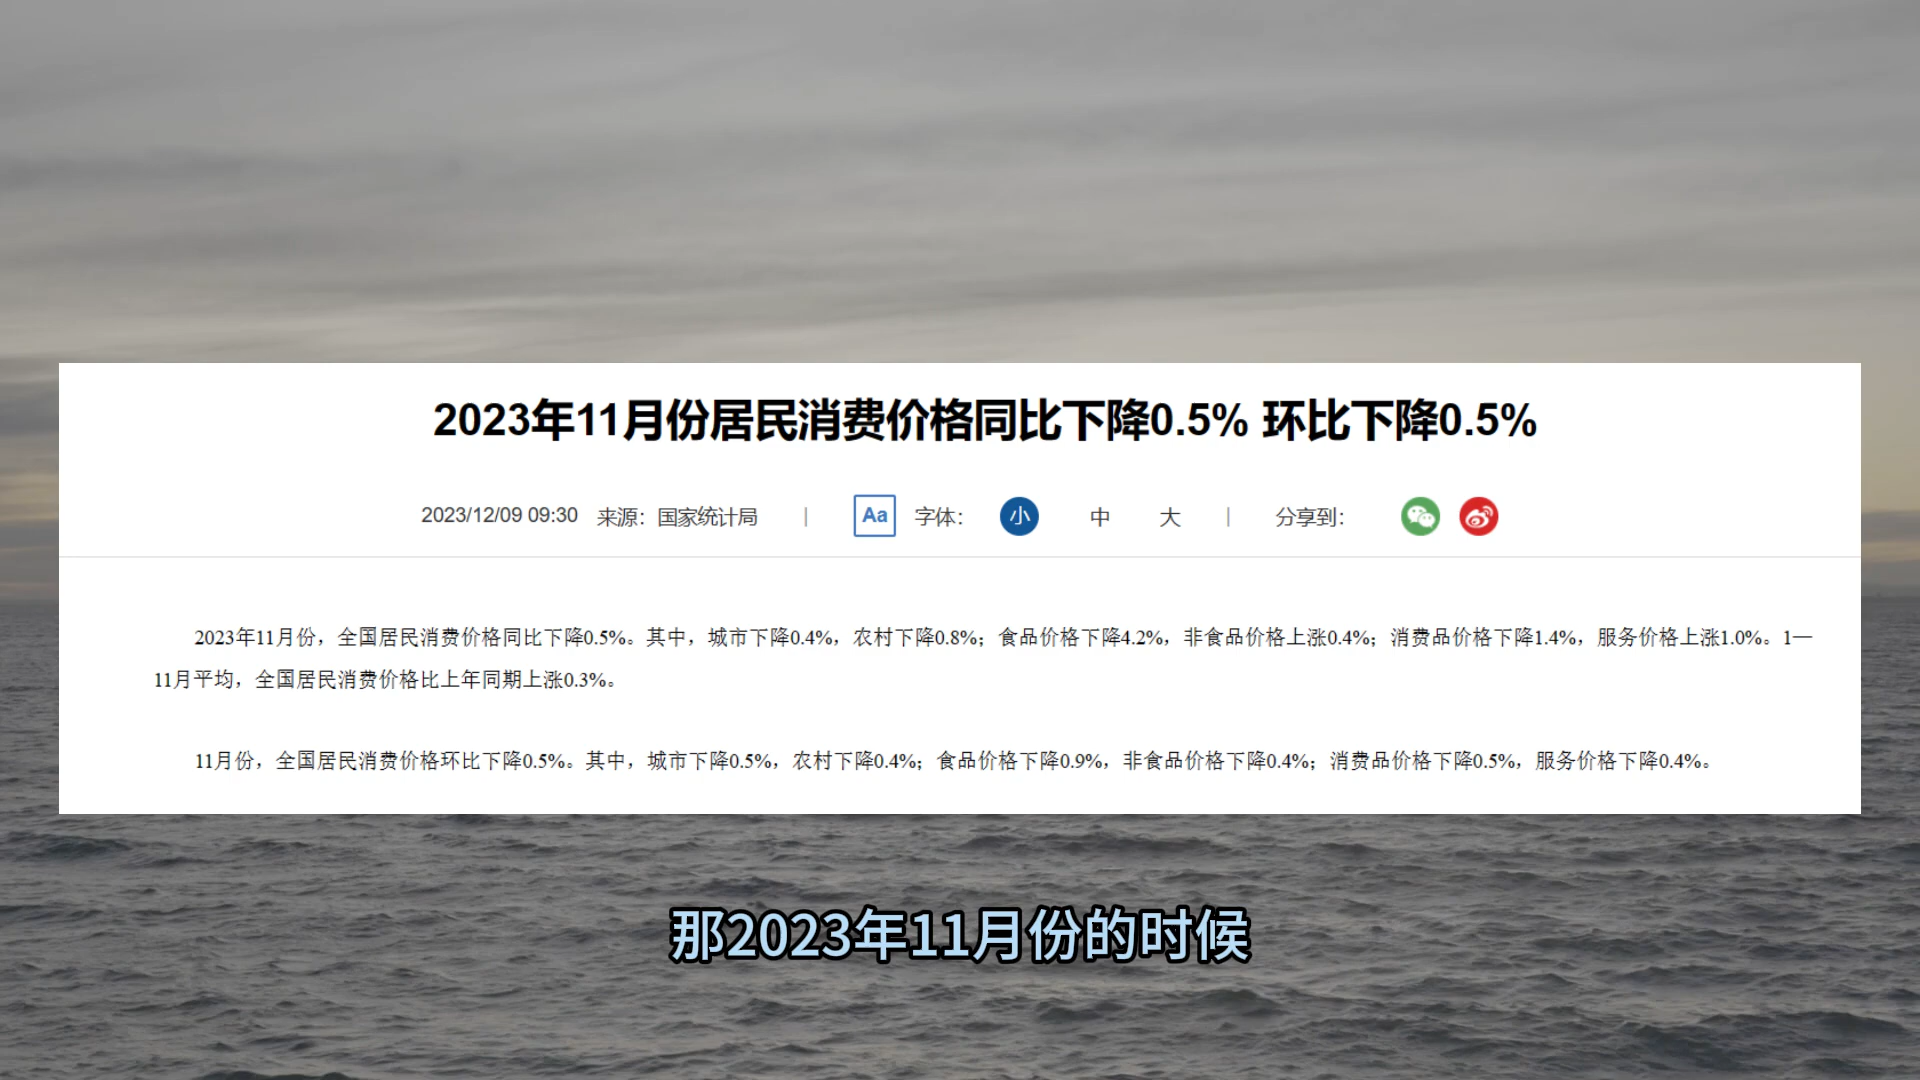 2023年11月份居民消费价格同比下降0.5% 环比下降0.5%
2023/12/09 09:30 来源：国家统计局 | Aa 字体： 小 中 大 | 分享到：
2023年11月份，全国居民消费价格同比下降0.5%。其中，城市下降0.4%，农村下降0.8%；食品价格下降4.2%，非食品价格上涨0.4%；消费品价格下降1.4%，服务价格上涨1.0%。1—
11月平均，全国居民消费价格比上年同期上涨0.3%。
11月份，全国居民消费价格环比下降0.5%。其中，城市下降0.5%，农村下降0.4%；食品价格下降0.9%，非食品价格下降0.4%；消费品价格下降0.5%，服务价格下降0.4%。
那2023年11月份的时候